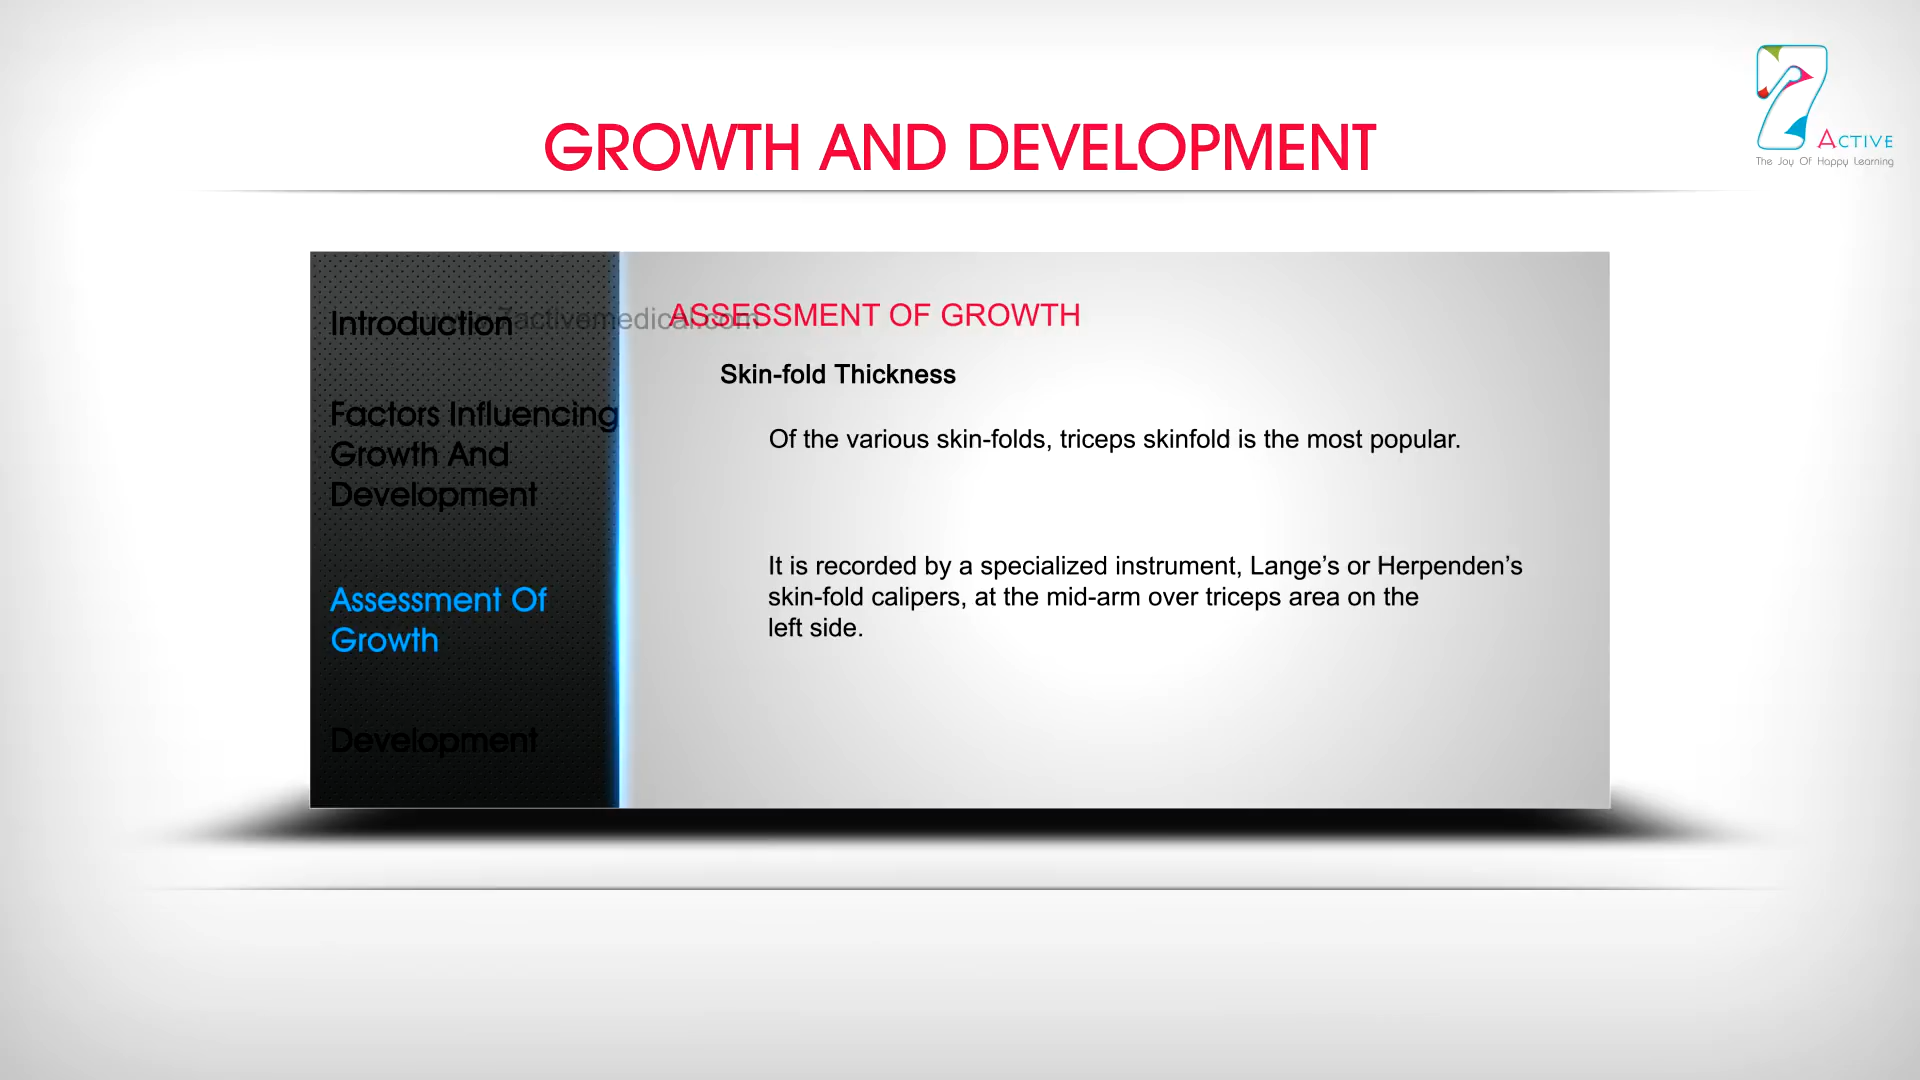 ACTIVE
The Joy Of Happy Learning
GROWTH AND DEVELOPMENT
Introduction
Factors Influencing
Growth And
Development
Assessment Of
Growth
Development
www.7activemedical.com
ASSESSMENT OF GROWTH
Skin-fold Thickness
Of the various skin-folds, triceps skinfold is the most popular.
It is recorded by a specialized instrument, Lange’s or Herpenden’s
skin-fold calipers, at the mid-arm over triceps area on the
left side.